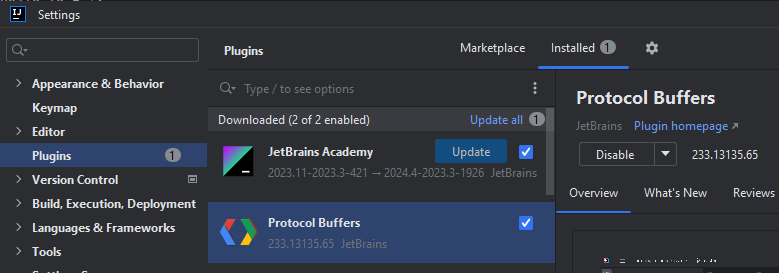 Settings
Plugins
Marketplace
Installed 1
Type / to see options
Appearance & Behavior
Keymap
Editor
Plugins 1
Version Control
Build, Execution, Deployment
Languages & Frameworks
Tools
Downloaded (2 of 2 enabled)
Update all 1
JetBrains Academy
Update
2023.11-2023.3-421 → 2024.4-2023.3-1926 JetBrains
Protocol Buffers
233.13135.65 JetBrains
Protocol Buffers
JetBrains Plugin homepage ↗
Disable
233.13135.65
Overview
What's New
Reviews